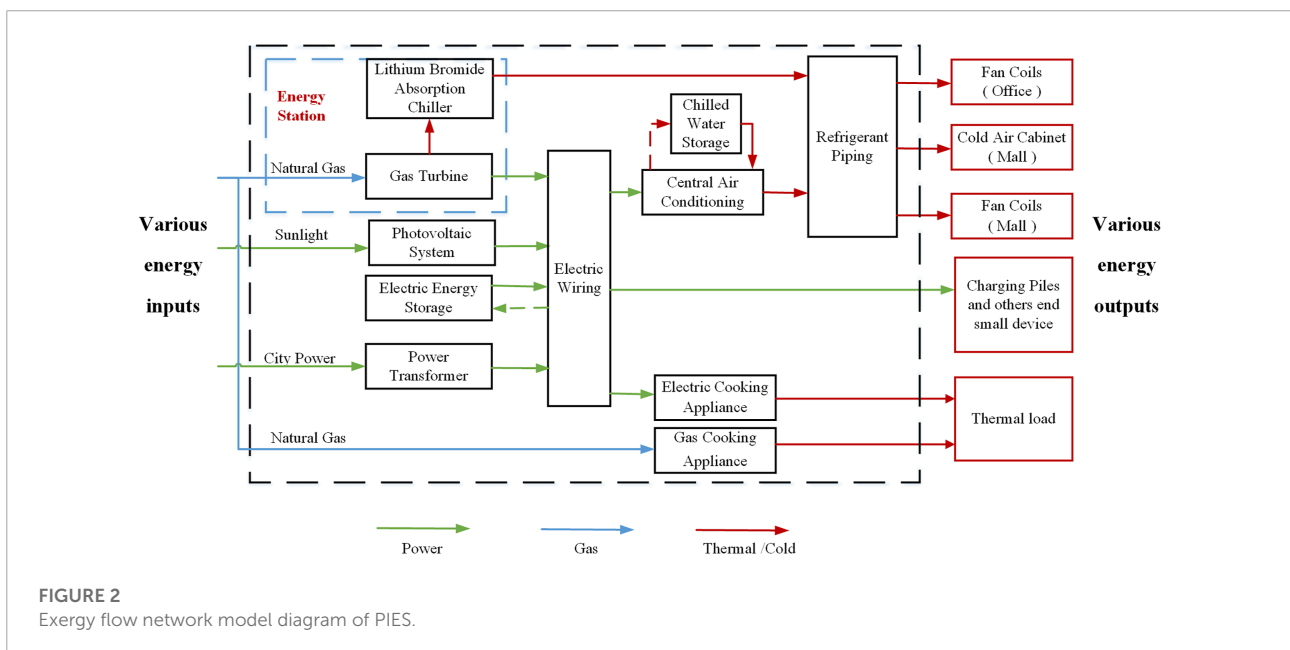 Energy
Station
Lithium Bromide
Absorption
Chiller
Natural Gas
Gas Turbine
Various
energy
inputs
Sunlight
Photovoltaic
System
Electric Energy
Storage
City Power
Power
Transformer
Natural Gas
Electric
Wiring
Chilled
Water
Storage
Central Air
Conditioning
Refrigerant
Piping
Electric Cooking
Appliance
Gas Cooking
Appliance
Fan Coils
( Office )
Cold Air Cabinet
( Mall )
Fan Coils
( Mall )
Charging Piles
and others end
small device
Thermal load
Various
energy
outputs
Power
Gas
Thermal /Cold
FIGURE 2
Exergy flow network model diagram of PIES.